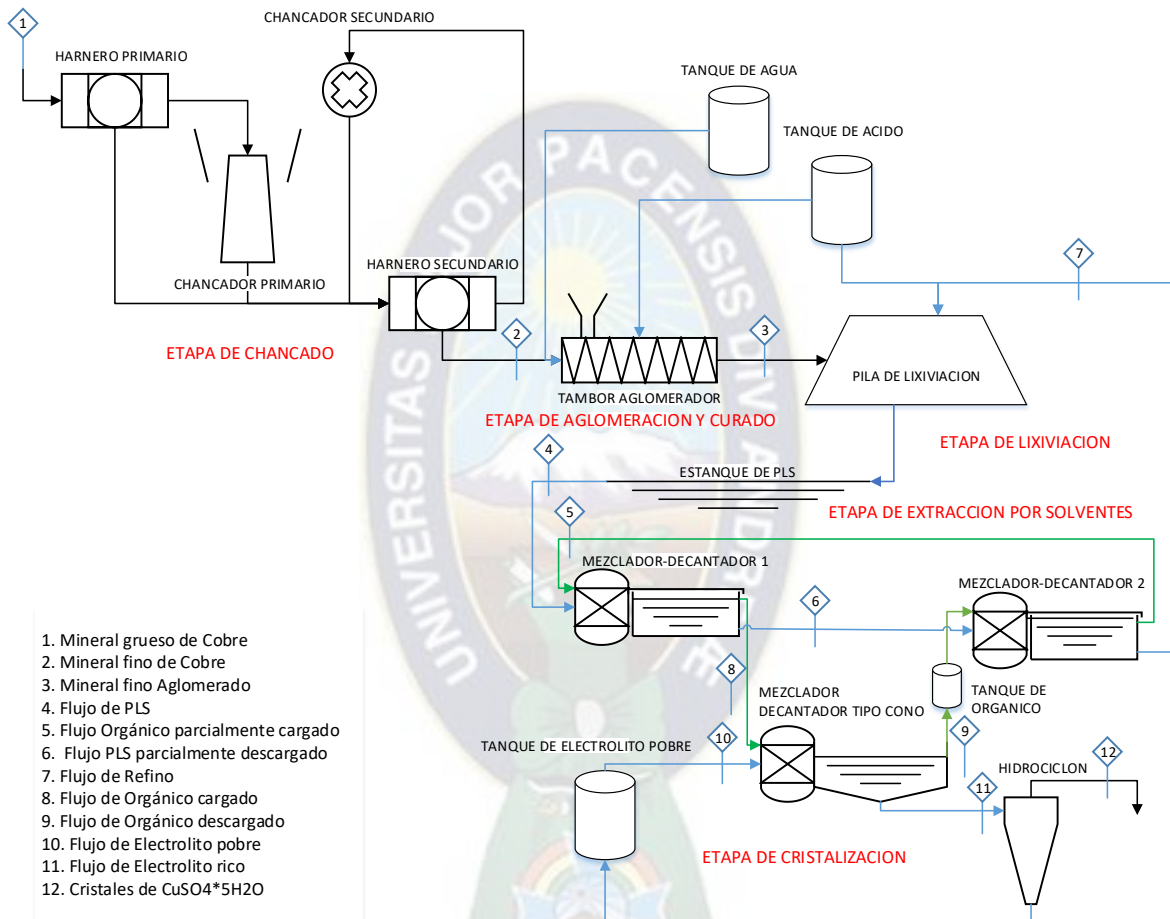 1
CHANCADOR SECUNDARIO
HARNERO PRIMARIO
TANQUE DE AGUA
TANQUE DE ACIDO
7
HARNERO SECUNDARIO
CHANCADOR PRIMARIO
2
3
ETAPA DE CHANCADO
PILA DE LIXIVIACION
TAMBOR AGLOMERADOR
ETAPA DE AGLOMERACION Y CURADO
ETAPA DE LIXIVIACION
4
ESTANQUE DE PLS
5
ETAPA DE EXTRACCION POR SOLVENTES
MEZCLADOR-DECANTADOR 1
MEZCLADOR-DECANTADOR 2
6
8
MEZCLADOR
DECANTADOR TIPO CONO
TANQUE DE
ORGANICO
9
10
TANQUE DE ELECTROLITO POBRE
12
HIDROCICLON
11
ETAPA DE CRISTALIZACION
1. Mineral grueso de Cobre
2. Mineral fino de Cobre
3. Mineral fino Aglomerado
4. Flujo de PLS
5. Flujo Orgánico parcialmente cargado
6. Flujo PLS parcialmente descargado
7. Flujo de Refino
8. Flujo de Orgánico cargado
9. Flujo de Orgánico descargado
10. Flujo de Electrolito pobre
11. Flujo de Electrolito rico
12. Cristales de CuSO4*5H2O
UNIVERSITAS
JOR PACENSIS DIV ANDR E